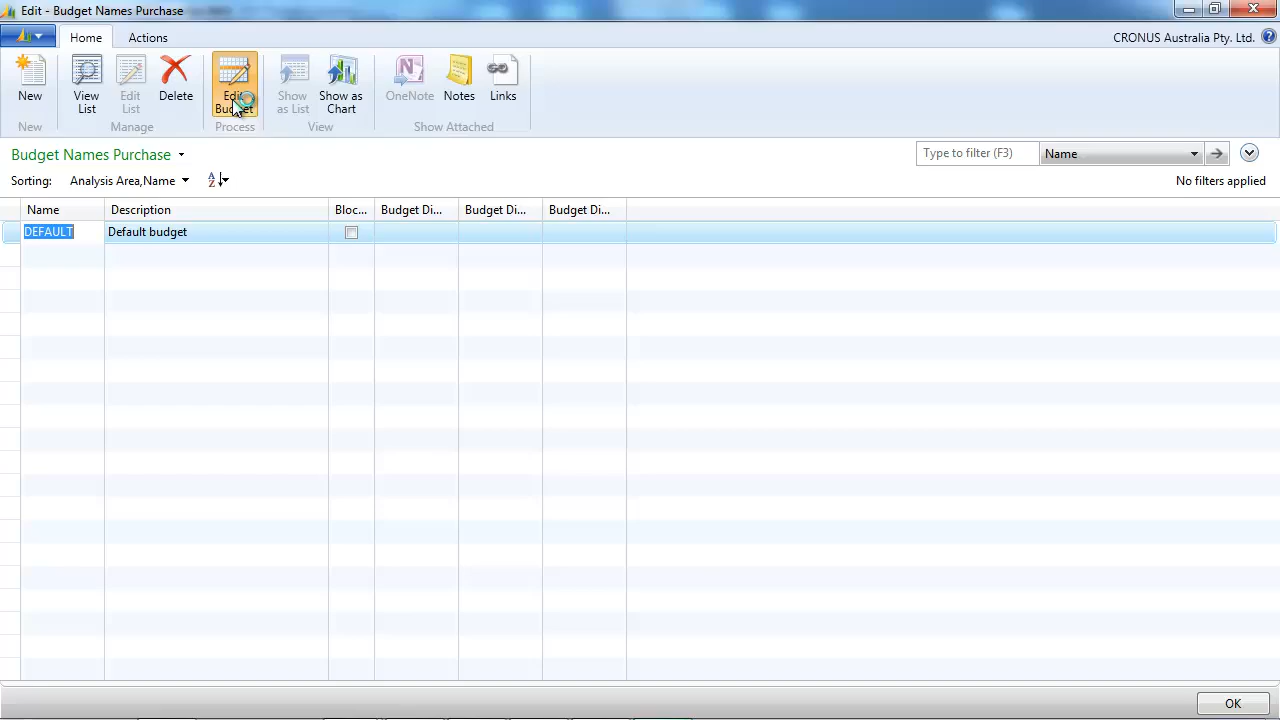 Edit - Budget Names Purchase
Home
Actions
CRONUS Australia Pty. Ltd.
New
View List
Edit List
Delete
Edit Budget
Show as List
Show as Chart
OneNote
Notes
Links
New
Manage
Process
View
Show Attached
Budget Names Purchase
Type to filter (F3)
Name
Sorting:
Analysis Area,Name
No filters applied
Name
Description
Bloc...
Budget Di...
Budget Di...
Budget Di...
DEFAULT
Default budget
OK